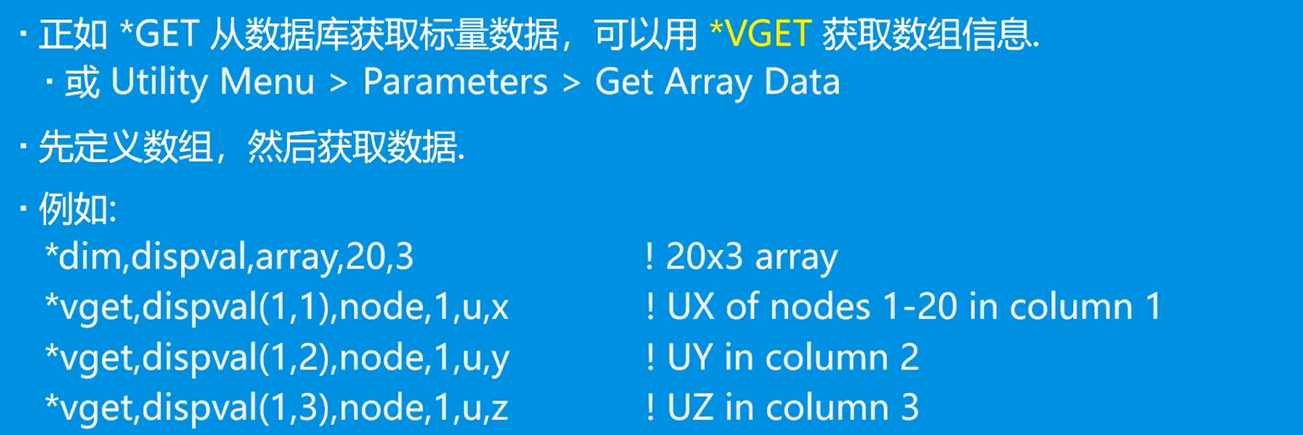 · 正如 *GET 从数据库获取标量数据，可以用 *VGET 获取数组信息.
· 或 Utility Menu > Parameters > Get Array Data
· 先定义数组，然后获取数据.
· 例如:
*dim,dispval,array,20,3 ! 20x3 array
*vget,dispval(1,1),node,1,u,x ! UX of nodes 1-20 in column 1
*vget,dispval(1,2),node,1,u,y ! UY in column 2
*vget,dispval(1,3),node,1,u,z ! UZ in column 3